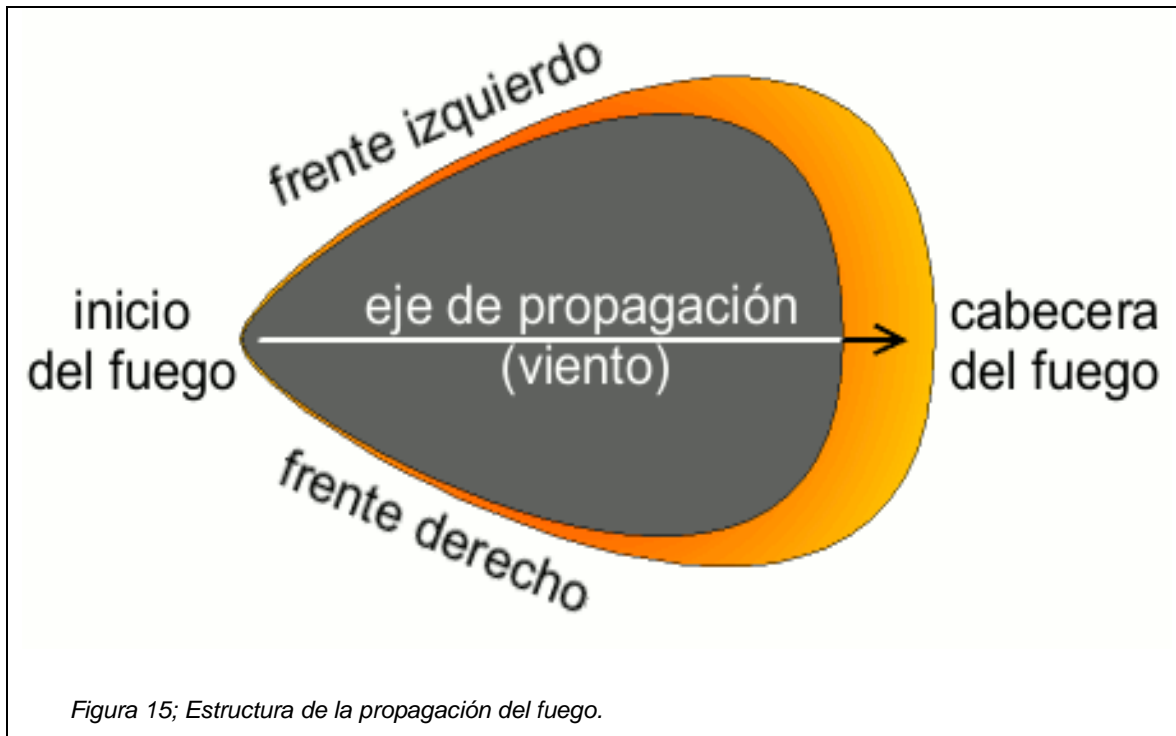 frente izquierdo
inicio
del fuego
eje de propagación
(viento)
cabecera
del fuego
frente derecho
Figura 15; Estructura de la propagación del fuego.